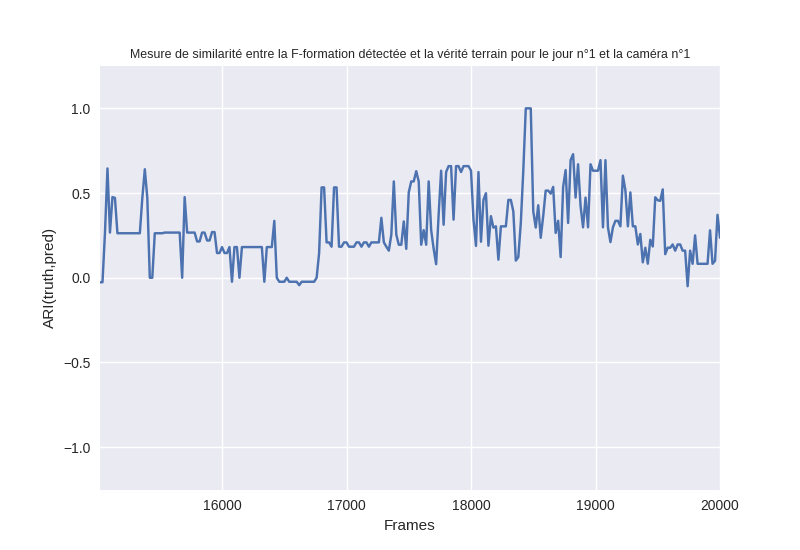 Mesure de similarité entre la F-formation détectée et la vérité terrain pour le jour n°1 et la caméra n°1
1.0
0.5
0.0
−0.5
−1.0
ARI(truth,pred)
16000 17000 18000 19000 20000
Frames